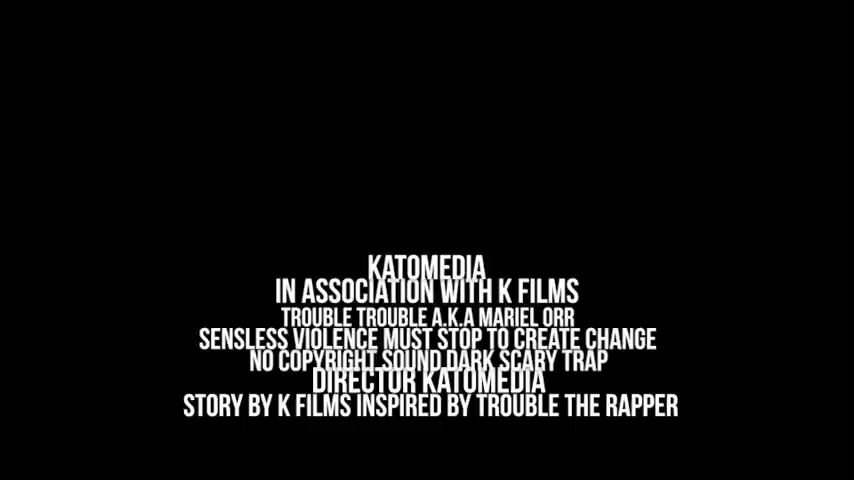 KATOMEDIA
IN ASSOCIATION WITH K FILMS
TROUBLE TROUBLE A.K.A MARIEL ORR
SENSLESS VIOLENCE MUST STOP TO CREATE CHANGE
NO COPYRIGHT SOUND DARK SCARY TRAP
DIRECTOR KATOMEDIA
STORY BY K FILMS INSPIRED BY TROUBLE THE RAPPER